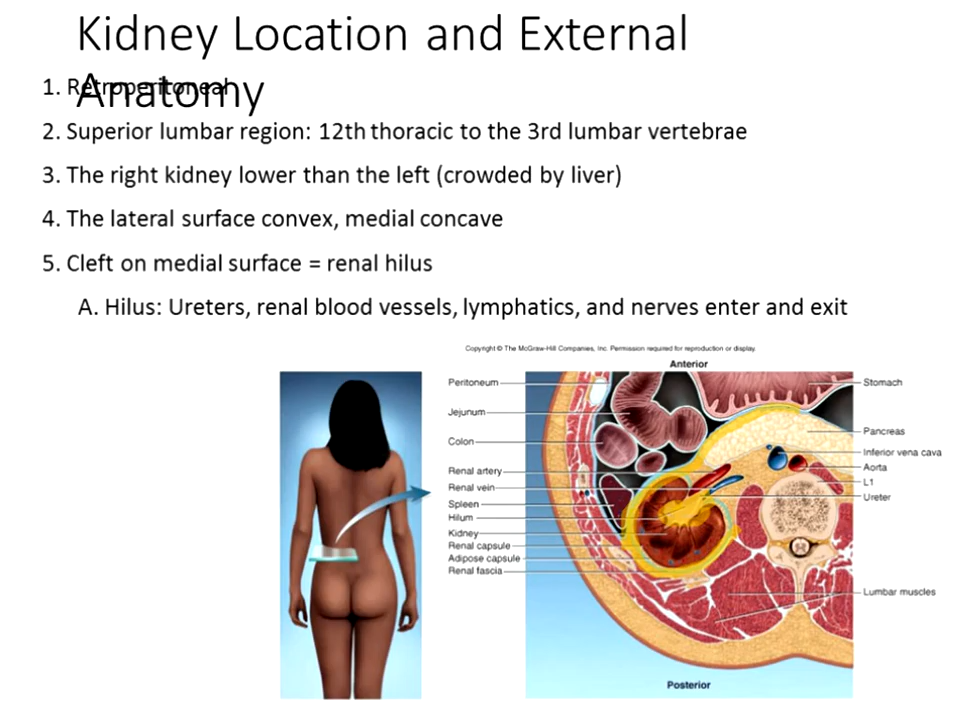 Kidney Location and External
Anatomy
1. Retroperitoneal
2. Superior lumbar region: 12th thoracic to the 3rd lumbar vertebrae
3. The right kidney lower than the left (crowded by liver)
4. The lateral surface convex, medial concave
5. Cleft on medial surface = renal hilus
A. Hilus: Ureters, renal blood vessels, lymphatics, and nerves enter and exit
Copyright © The McGraw-Hill Companies, Inc. Permission required for reproduction or display.
Anterior
Peritoneum
Jejunum
Colon
Renal artery
Renal vein
Spleen
Hilum
Kidney
Renal capsule
Adipose capsule
Renal fascia
Stomach
Pancreas
Inferior vena cava
Aorta
L1
Ureter
Lumbar muscles
Posterior